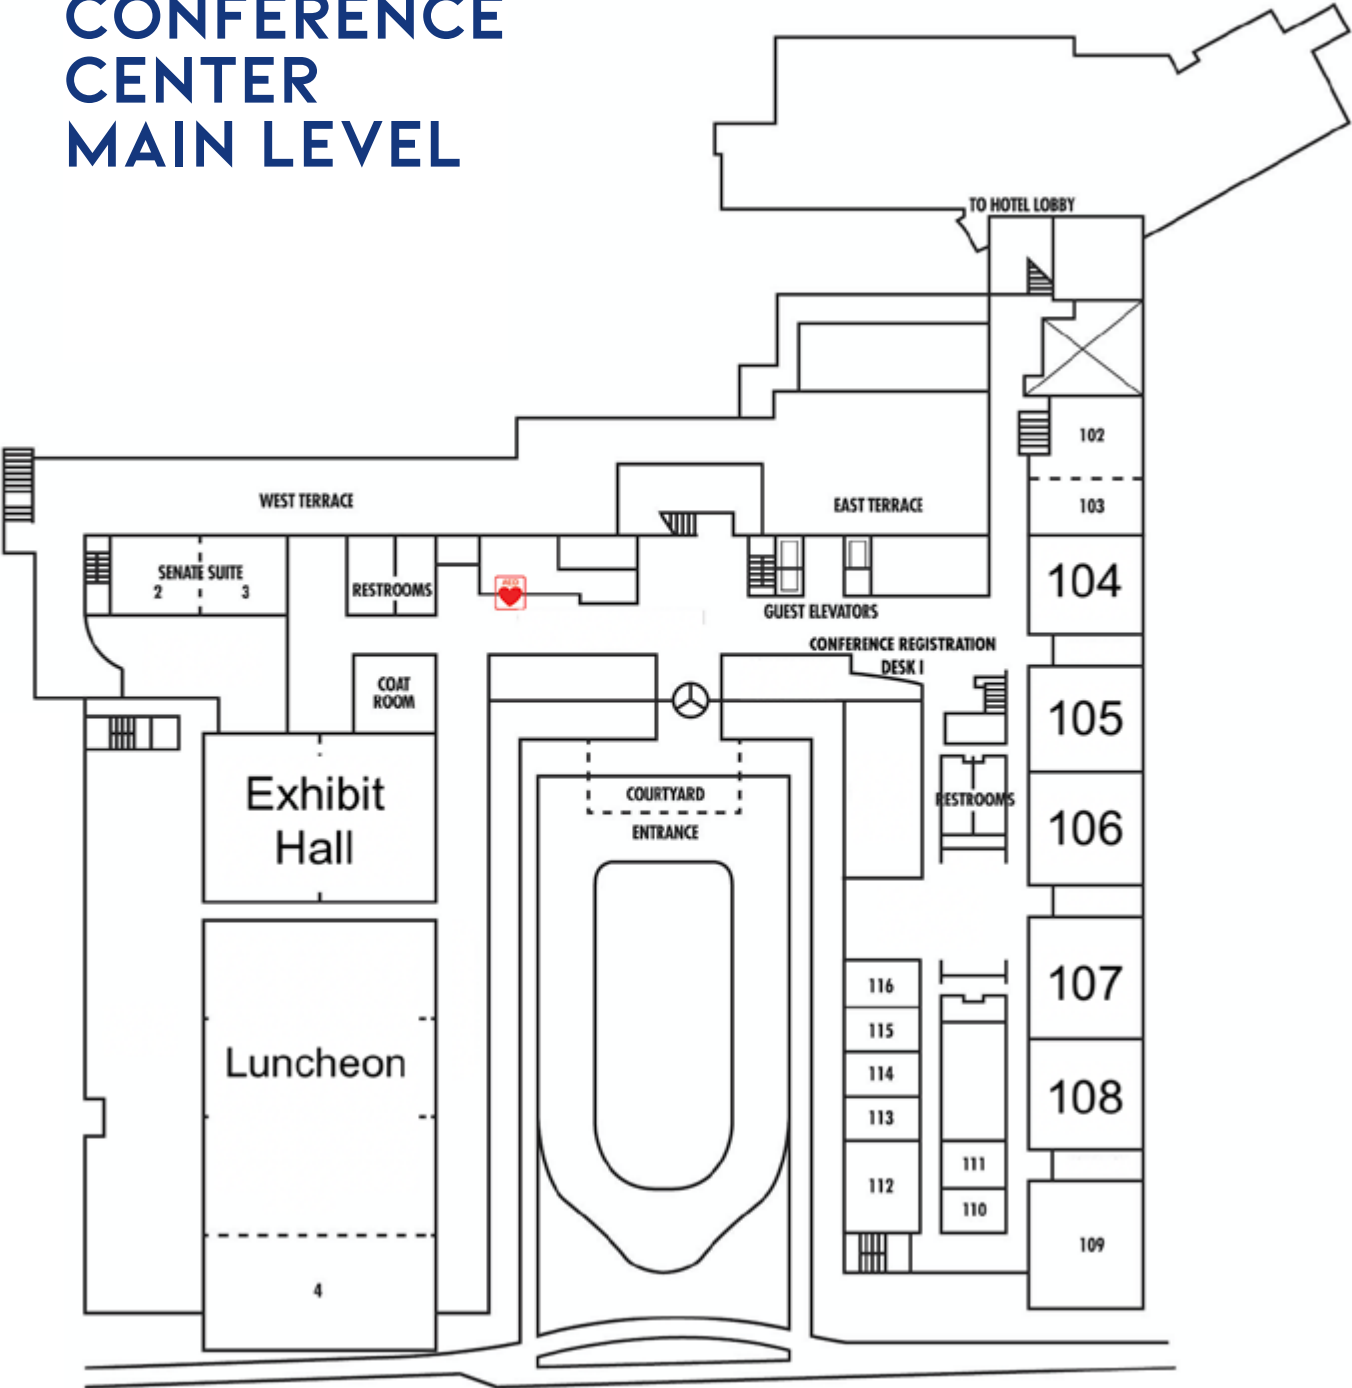 CONFERENCE
CENTER
MAIN LEVEL
TO HOTEL LOBBY
102
103
WEST TERRACE
EAST TERRACE
SENATE SUITE
2 3
RESTROOMS
AED
104
GUEST ELEVATORS
CONFERENCE REGISTRATION
DESK I
COAT
ROOM
105
Exhibit
Hall
COURTYARD
ENTRANCE
RESTROOMS
106
116
107
115
Luncheon
114
108
113
111
112
110
109
4